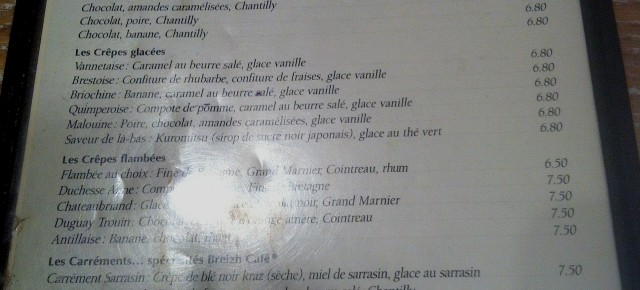 Chocolat, amandes caramélisées, Chantilly 6.80
Chocolat, poire, Chantilly 6.80
Chocolat, banane, Chantilly
Les Crêpes glacées
Vannetaise : Caramel au beurre salé, glace vanille 6.80
Brestoise : Confiture de rhubarbe, confiture de fraises, glace vanille 6.80
Briochine : Banane, caramel au beurre salé, glace vanille 6.80
Quimperoise : Compote de pomme, caramel au beurre salé, glace vanille 6.80
Malouine : Poire, chocolat, amandes caramélisées, glace vanille 6.80
Saveur de là-bas : Kuromitsu (sirop de sucre noir japonais), glace au thé vert 6.80
Les Crêpes flambées
Flambée au choix : Fine de Grand Marnier, Cointreau, rhum 6.50
Duchesse Anne : Bretagne 7.50
Chateaubriand : noir, Grand Marnier 7.50
Duguay Trouin : amère, Cointreau 7.50
Antillaise : Banane, chocolat, rhum 7.50
Les Carréments... spécialités Breizh Café®
Carrément Sarrasin : Crêpe de blé noir kraz (sèche), miel de sarrasin, glace au sarrasin 7.50
salé, Chantilly